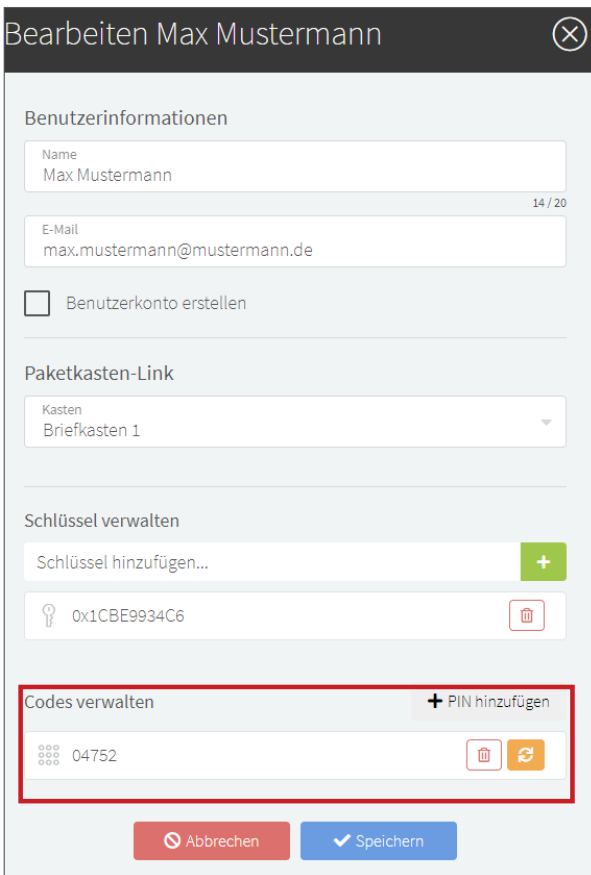 Bearbeiten Max Mustermann
Benutzerinformationen
Name
Max Mustermann
14 / 20
E-Mail
max.mustermann@mustermann.de
Benutzerkonto erstellen
Paketkasten-Link
Kasten
Briefkasten 1
Schlüssel verwalten
Schlüssel hinzufügen...
0x1CBE9934C6
Codes verwalten
PIN hinzufügen
04752
Abbrechen
Speichern